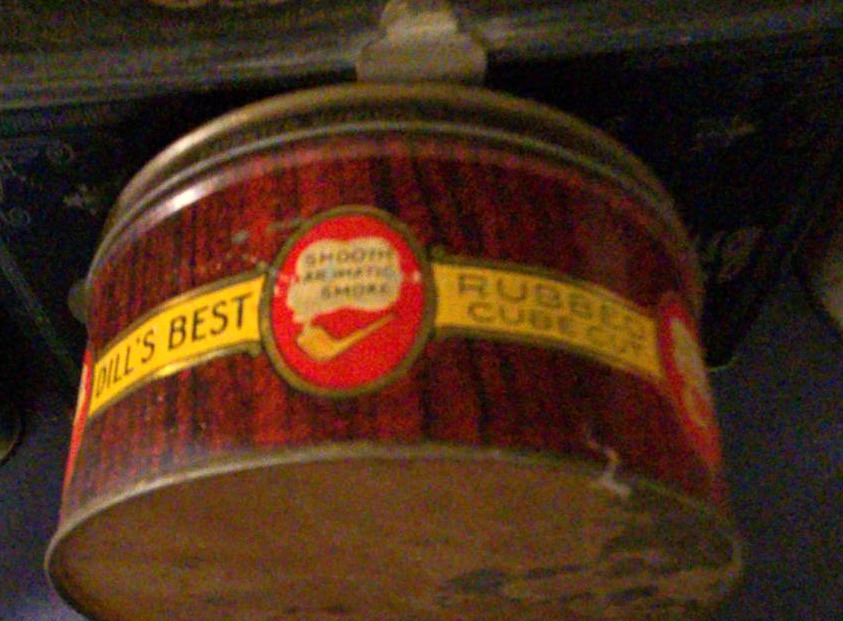 DILL'S BEST
SMOOTH
AROMATIC
SMOKE
RUBBED
CUBE CUT